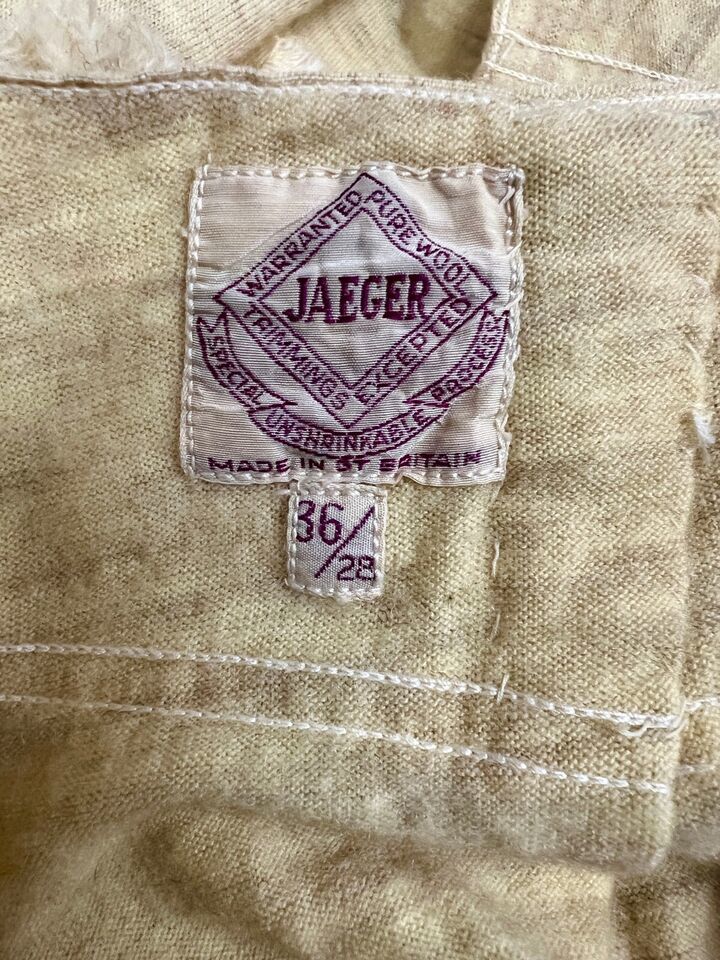 WARRANTED PURE WOOL
JAEGER
TRIMMINGS EXCEPTED
SPECIAL UNSHRINKABLE PROCESS
MADE IN GT BRITAIN
36/28